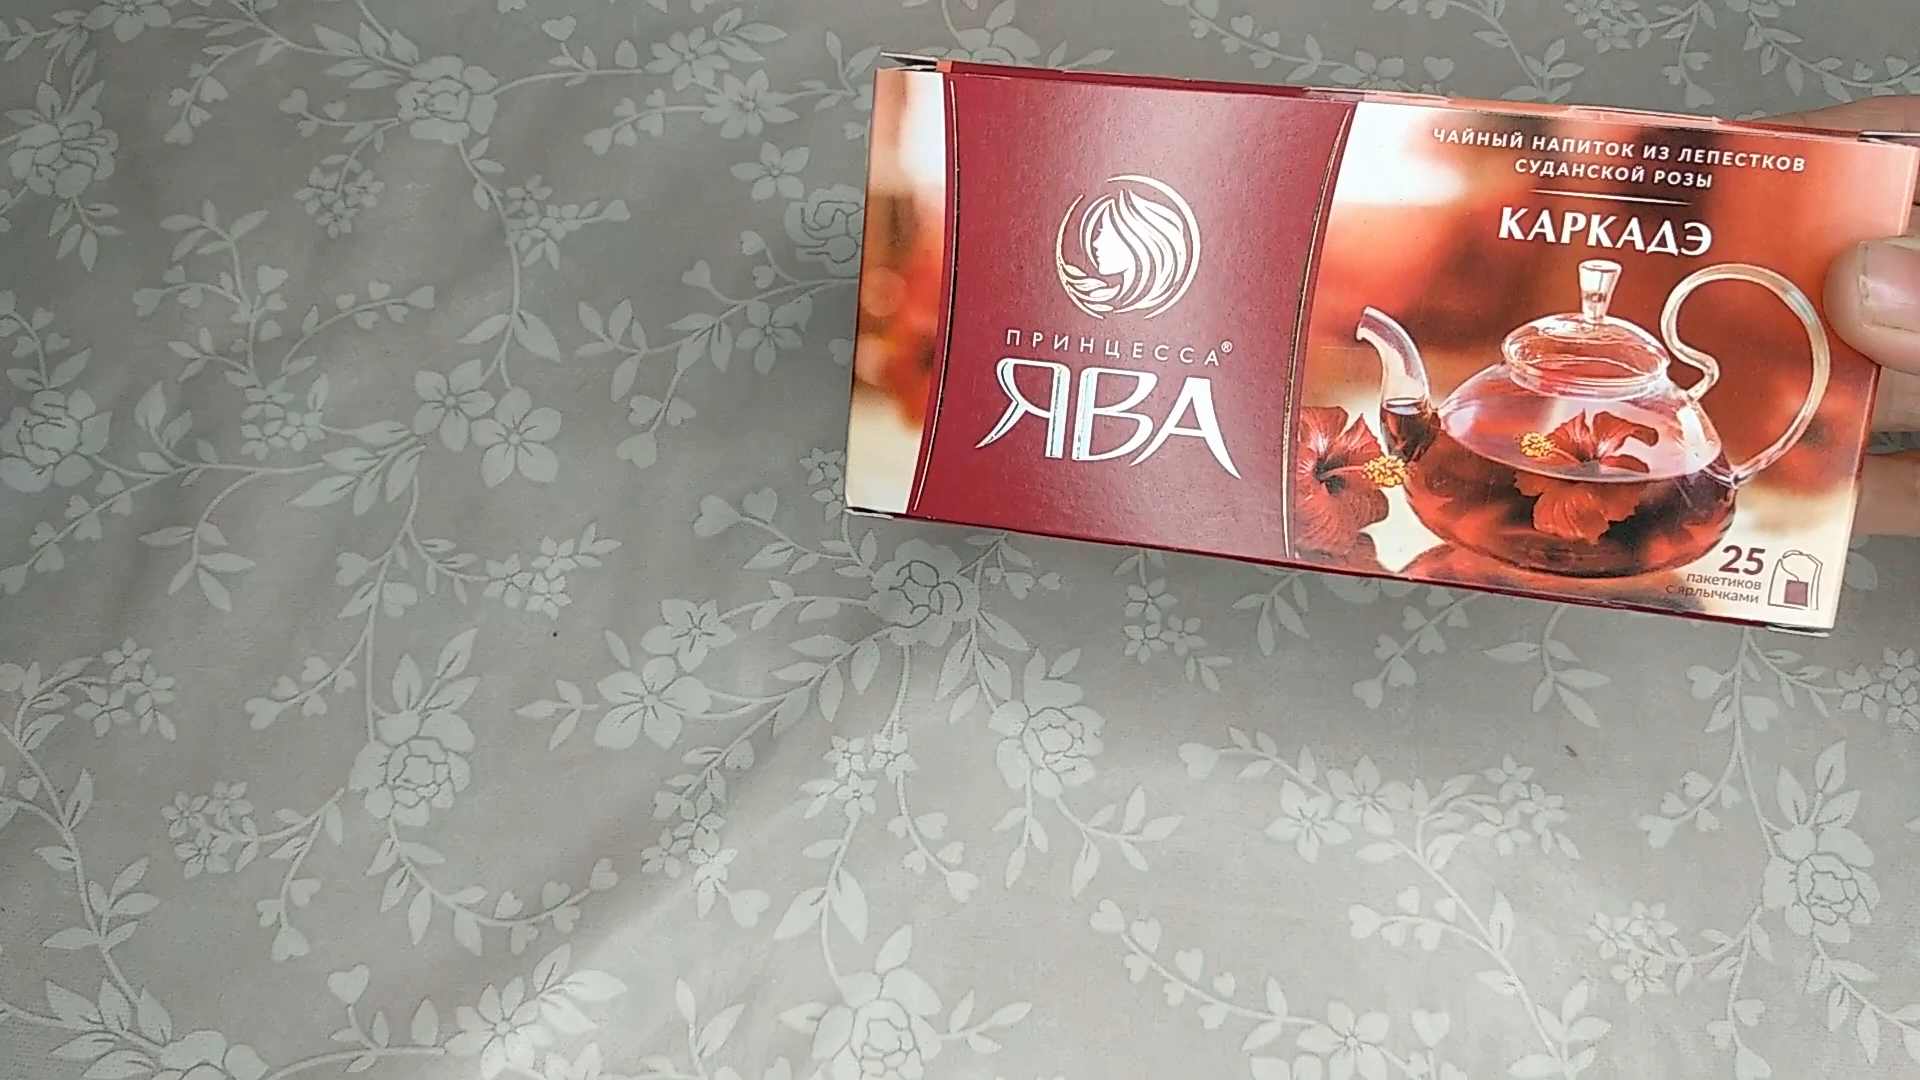 ПРИНЦЕССА®
ЯВА
ЧАЙНЫЙ НАПИТОК ИЗ ЛЕПЕСТКОВ
СУДАНСКОЙ РОЗЫ
КАРКАДЭ
25
пакетиков
с ярлычками